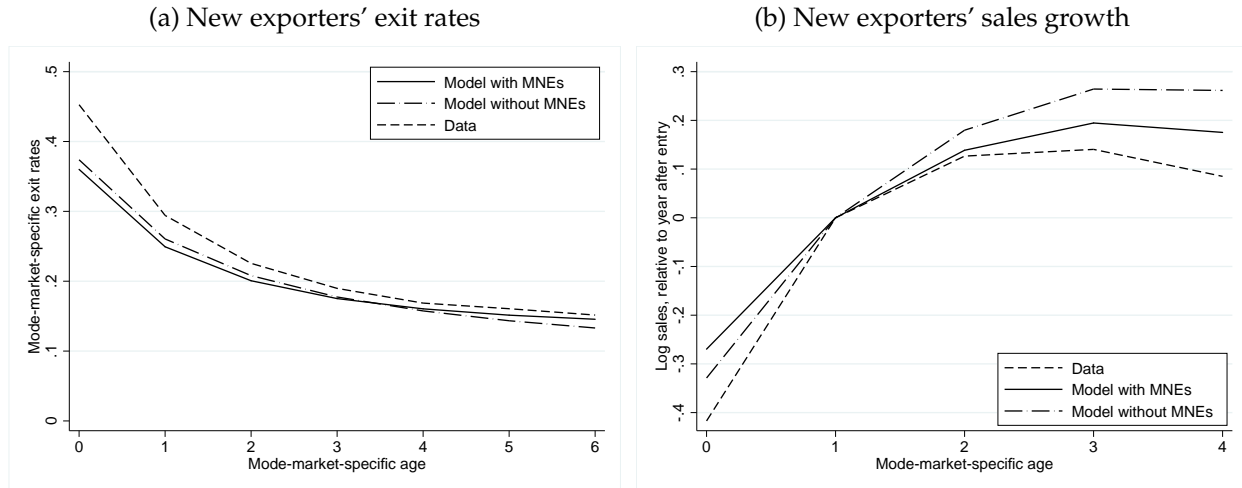 (a) New exporters’ exit rates
Mode-market-specific exit rates
.5
.4
.3
.2
.1
0
Model with MNEs
Model without MNEs
Data
0 1 2 3 4 5 6
Mode-market-specific age
(b) New exporters’ sales growth
Log sales, relative to year after entry
.3
.2
.1
0
-.1
-.2
-.3
-.4
Data
Model with MNEs
Model without MNEs
0 1 2 3 4
Mode-market-specific age